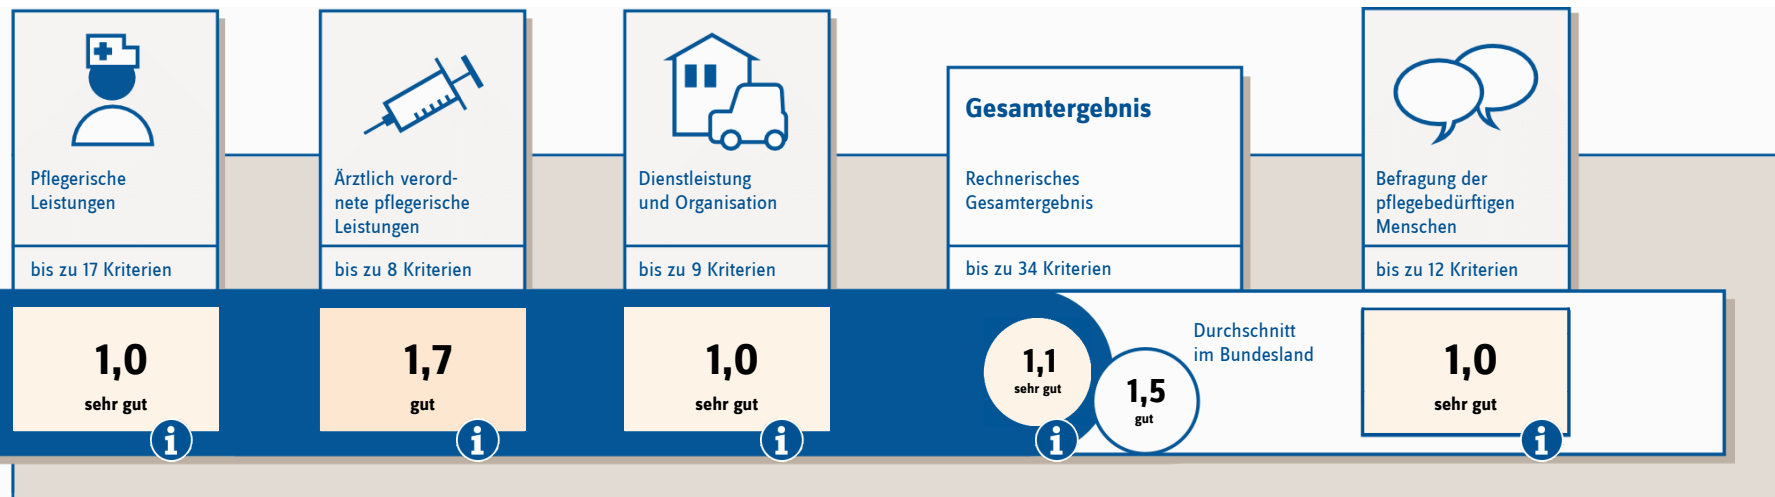 Pflegerische
Leistungen
bis zu 17 Kriterien
1,0
sehr gut
i
Ärztlich verord-
nete pflegerische
Leistungen
bis zu 8 Kriterien
1,7
gut
i
Dienstleistung
und Organisation
bis zu 9 Kriterien
1,0
sehr gut
i
Gesamtergebnis
Rechnerisches
Gesamtergebnis
bis zu 34 Kriterien
1,1
sehr gut
i
1,5
gut
Durchschnitt
im Bundesland
Befragung der
pflegebedürftigen
Menschen
bis zu 12 Kriterien
1,0
sehr gut
i